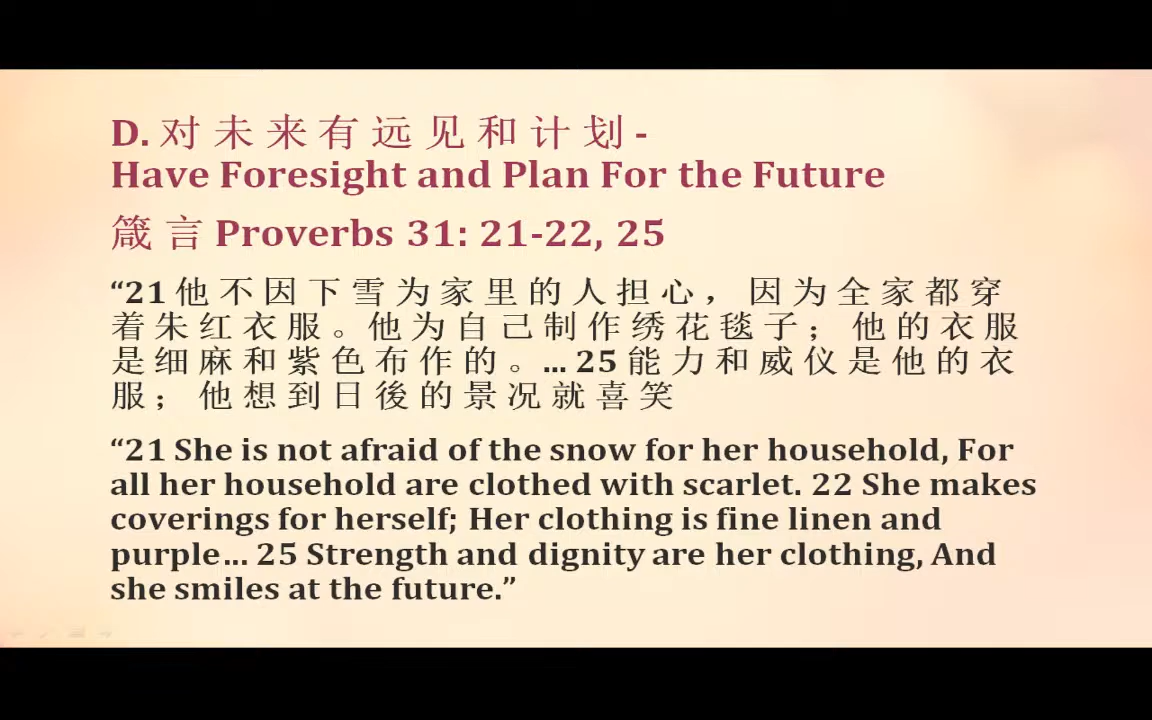 D. 对 未 来 有 远 见 和 计 划 -
Have Foresight and Plan For the Future
箴 言 Proverbs 31: 21-22, 25
“21 他 不 因 下 雪 为 家 里 的 人 担 心 ， 因 为 全 家 都 穿
着 朱 红 衣 服 。 他 为 自 己 制 作 绣 花 毯 子 ； 他 的 衣 服
是 细 麻 和 紫 色 布 作 的 。... 25 能 力 和 威 仪 是 他 的 衣
服 ； 他 想 到 日 後 的 景 况 就 喜 笑
“21 She is not afraid of the snow for her household, For
all her household are clothed with scarlet. 22 She makes
coverings for herself; Her clothing is fine linen and
purple... 25 Strength and dignity are her clothing, And
she smiles at the future.”